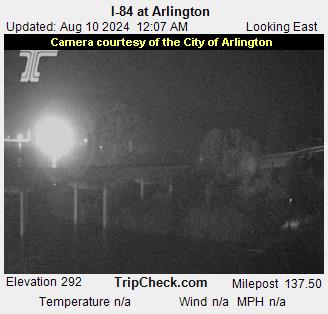 I-84 at Arlington
Updated: Aug 10 2024 12:07 AM Looking East
Camera courtesy of the City of Arlington
Elevation 292 TripCheck.com Milepost 137.50
Temperature n/a Wind n/a MPH n/a